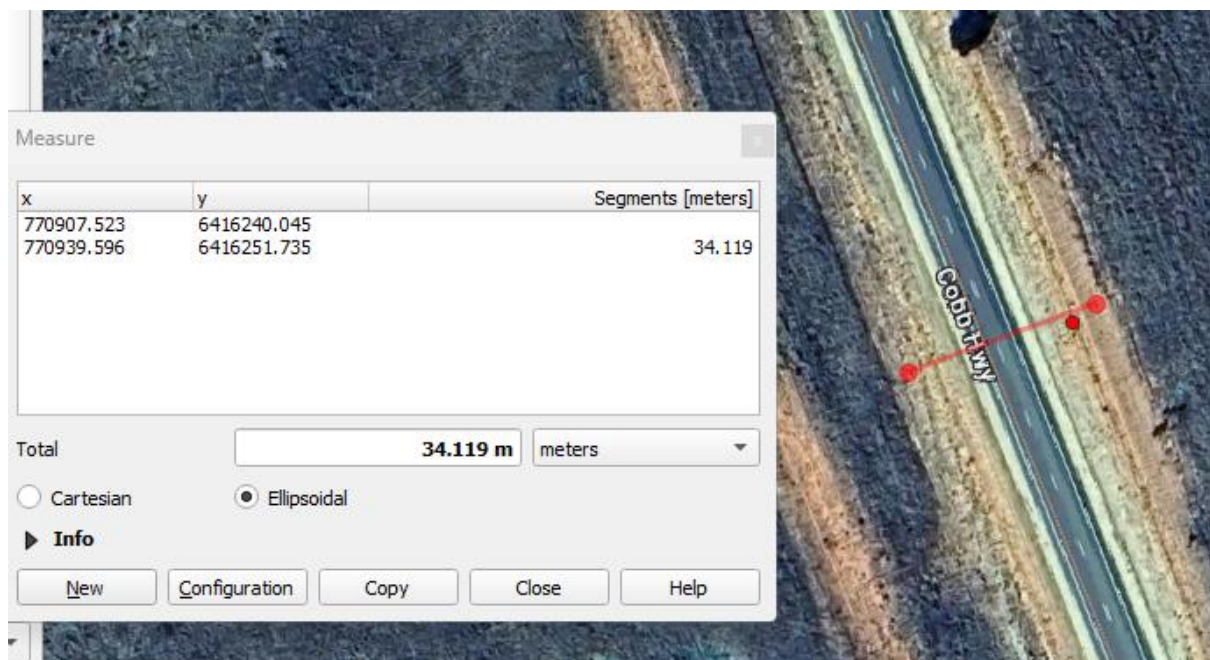 Measure
x y Segments [meters]
770907.523 6416240.045
770939.596 6416251.735 34.119
Total 34.119 m meters
Cartesian Ellipsoidal
Info
New Configuration Copy Close Help
Cobb Hwy